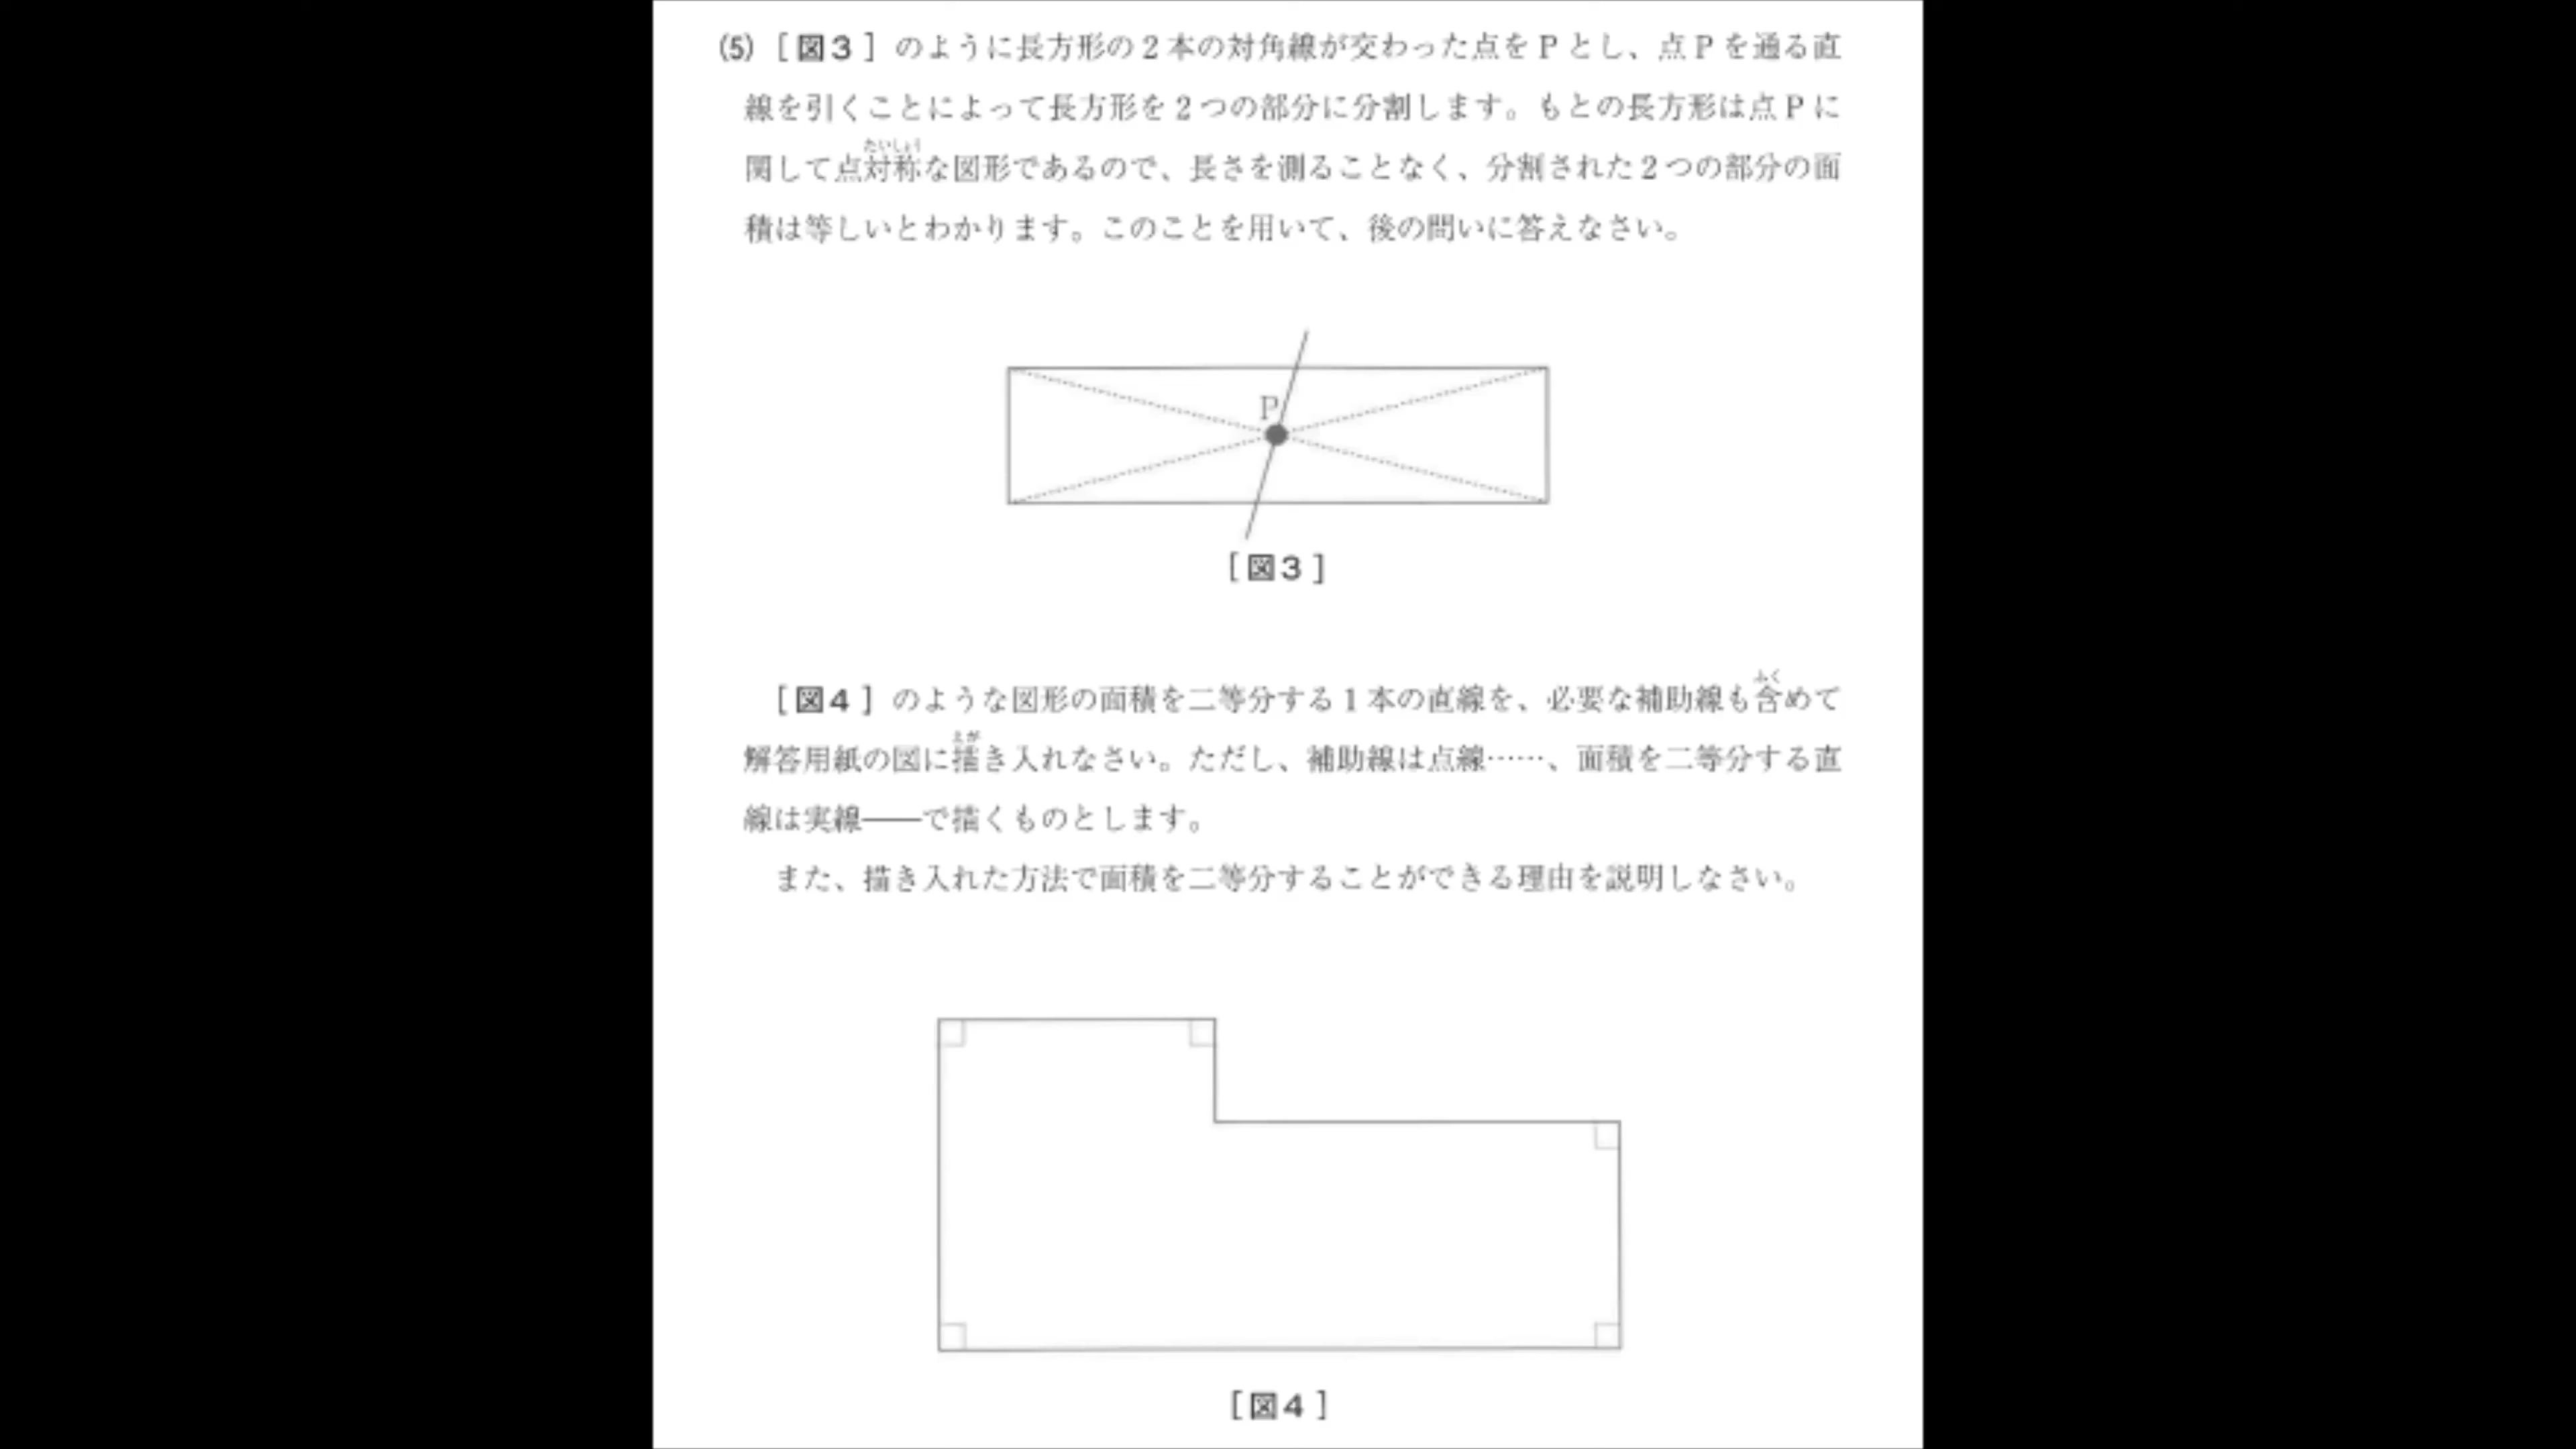 (5) [図3] のように長方形の2本の対角線が交わった点をPとし、点Pを通る直
線を引くことによって長方形を2つの部分に分割します。もとの長方形は点Pに
たいしょう
関して点対称な図形であるので、長さを測ることなく、分割された2つの部分の面
積は等しいとわかります。このことを用いて、後の問いに答えなさい。
P
[図3]
ふく
[図4] のような図形の面積を二等分する1本の直線を、必要な補助線も含めて
解答用紙の図に描き入れなさい。ただし、補助線は点線……、面積を二等分する直
線は実線――で描くものとします。
また、描き入れた方法で面積を二等分することができる理由を説明しなさい。
[図4]